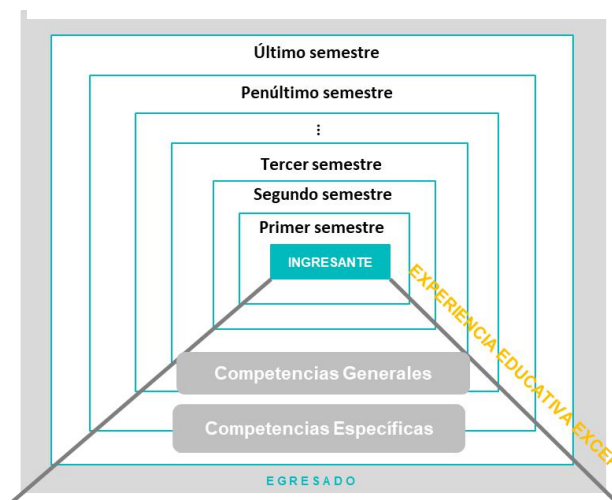 Último semestre
Penúltimo semestre
⋮
Tercer semestre
Segundo semestre
Primer semestre
INGRESANTE
EXPERIENCIA EDUCATIVA
Competencias Generales
Competencias Específicas
EGRESADO